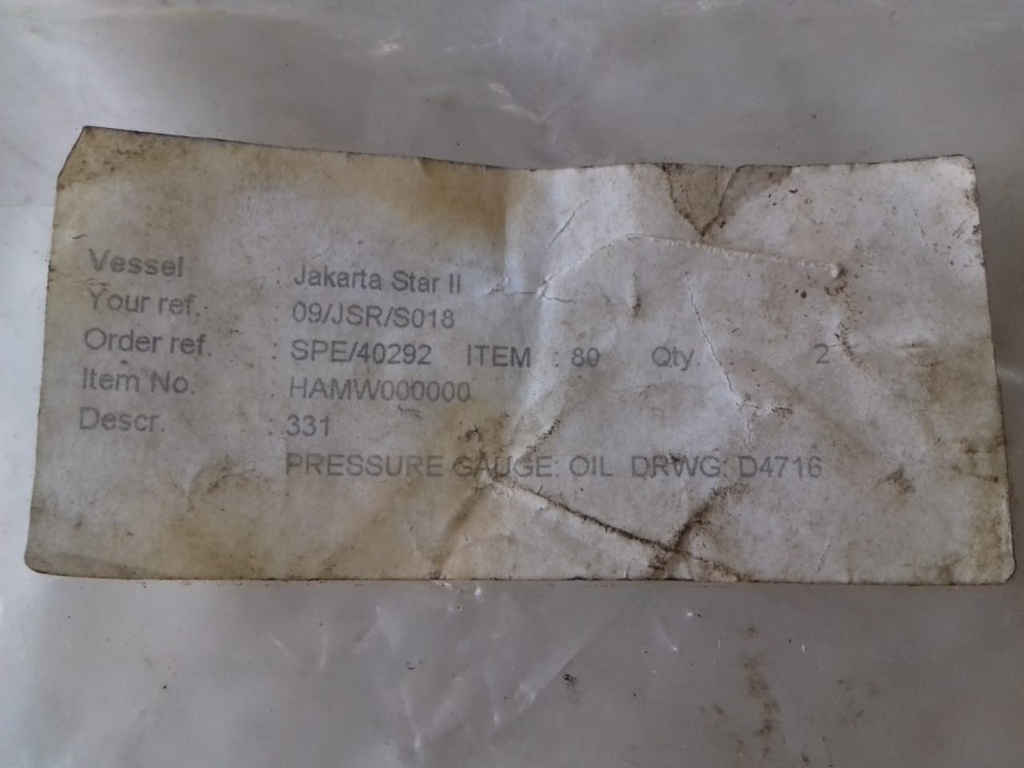 Vessel : Jakarta Star II
Your ref. : 09/JSR/S018
Order ref. : SPE/40292 ITEM : 80 Qty. : 2
Item No. : HAMW000000
Descr. : 331
PRESSURE GAUGE: OIL DRWG: D4716